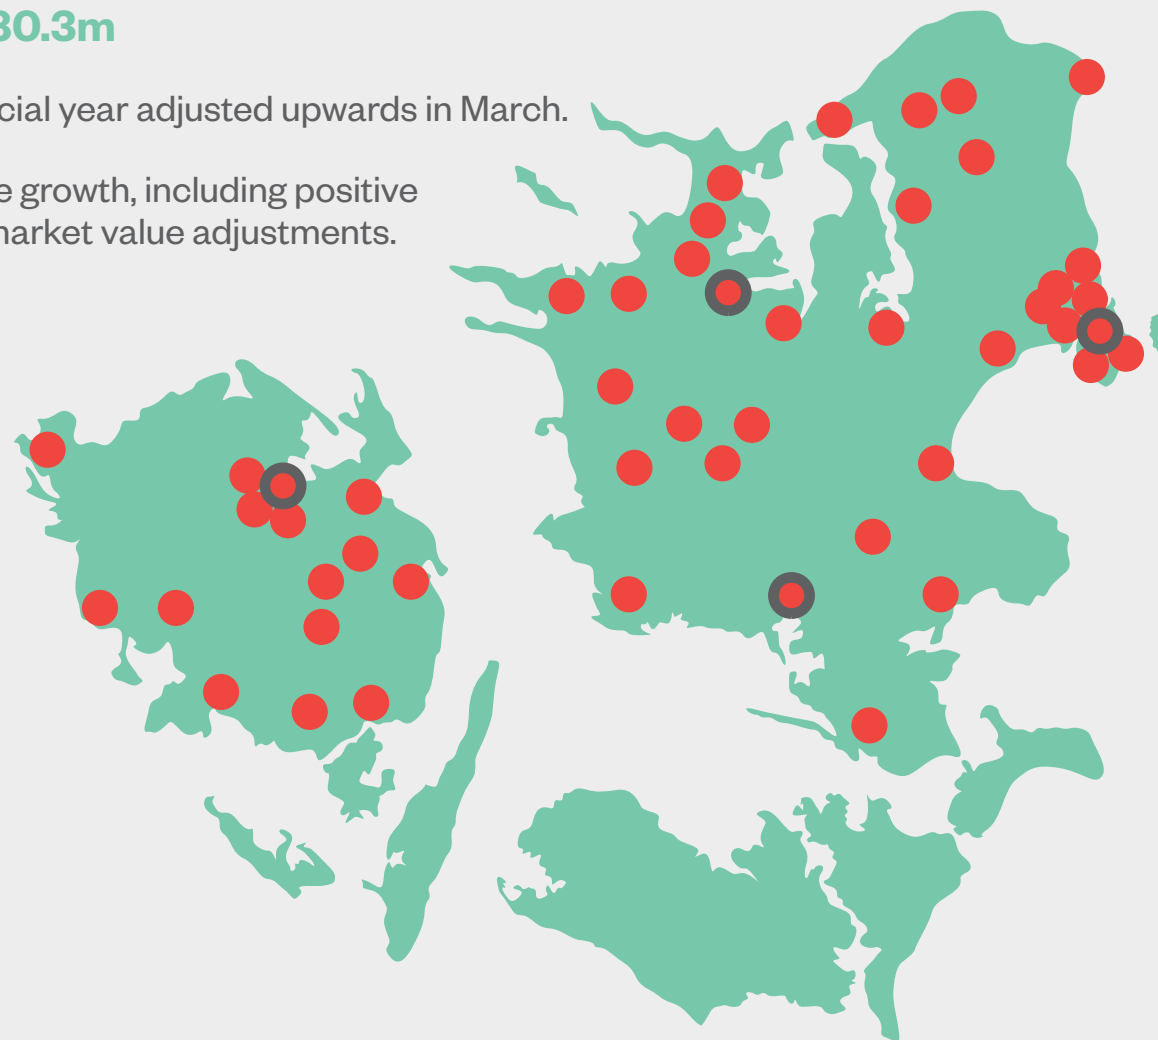 30.3m
cial year adjusted upwards in March.
e growth, including positive
market value adjustments.